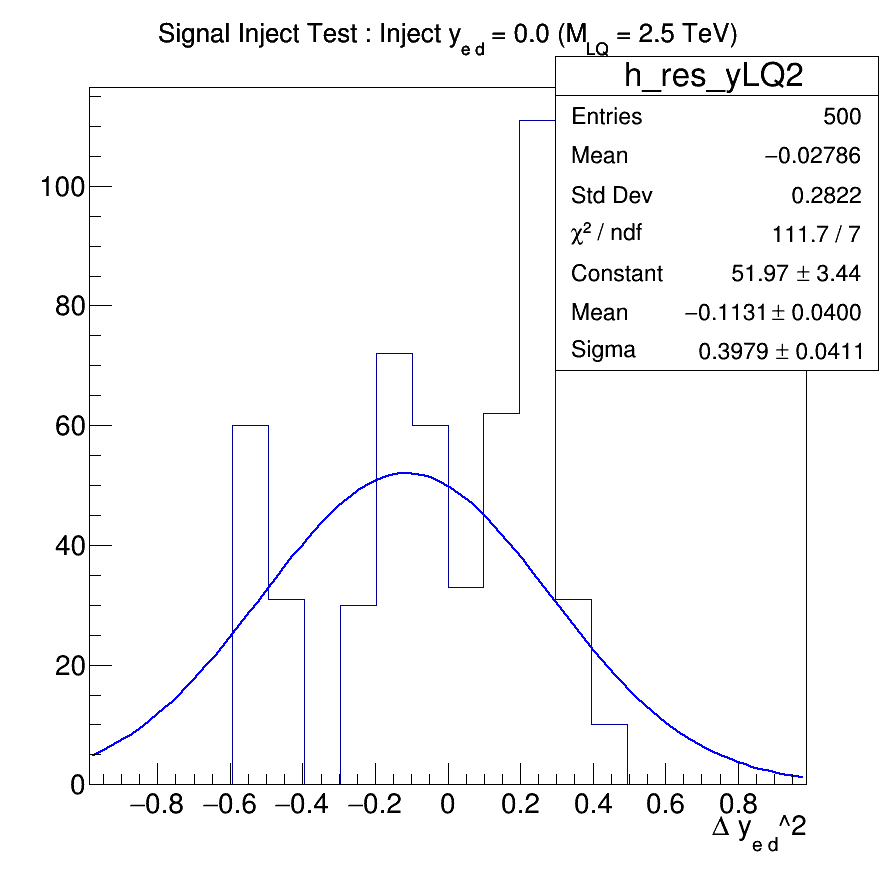 Signal Inject Test : Inject y_{e d} = 0.0 (M_{LQ} = 2.5 TeV)
h_res_yLQ2
Entries 500
Mean −0.02786
Std Dev 0.2822
χ² / ndf 111.7 / 7
Constant 51.97 ± 3.44
Mean −0.1131 ± 0.0400
Sigma 0.3979 ± 0.0411
100
80
60
40
20
0
−0.8 −0.6 −0.4 −0.2 0 0.2 0.4 0.6 0.8
Δ y_{e d}^2